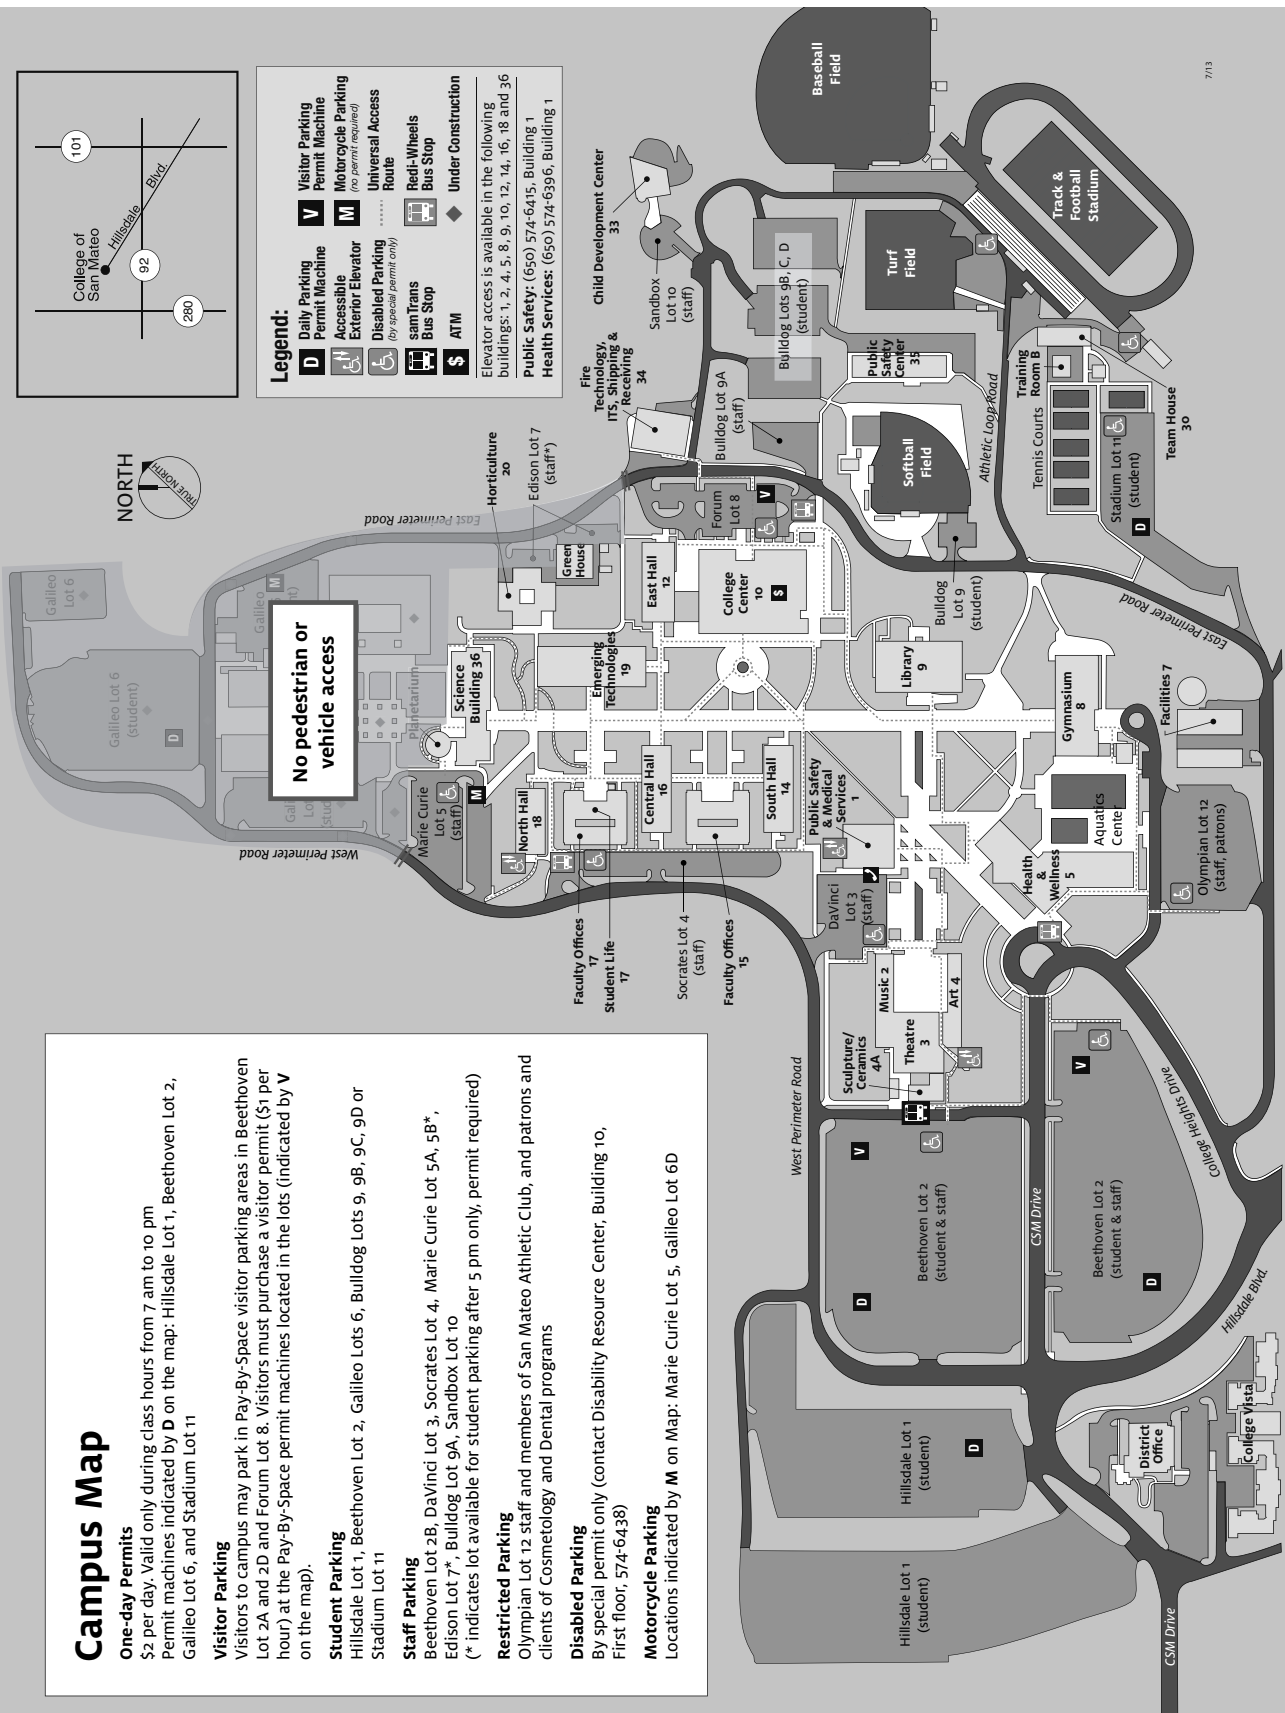 Campus Map
One-day Permits
$2 per day. Valid only during class hours from 7 am to 10 pm
Permit machines indicated by D on the map: Hillsdale Lot 1, Beethoven Lot 2,
Galileo Lot 6, and Stadium Lot 11
Visitor Parking
Visitors to campus may park in Pay-By-Space visitor parking areas in Beethoven
Lot 2A and 2D and Forum Lot 8. Visitors must purchase a visitor permit ($1 per
hour) at the Pay-By-Space permit machines located in the lots (indicated by V
on the map).
Student Parking
Hillsdale Lot 1, Beethoven Lot 2, Galileo Lots 6, Bulldog Lots 9, 9B, 9C, 9D or
Stadium Lot 11
Staff Parking
Beethoven Lot 2B, DaVinci Lot 3, Socrates Lot 4, Marie Curie Lot 5A, 5B*,
Edison Lot 7*, Bulldog Lot 9A, Sandbox Lot 10
(* indicates lot available for student parking after 5 pm only, permit required)
Restricted Parking
Olympian Lot 12 staff and members of San Mateo Athletic Club, and patrons and
clients of Cosmetology and Dental programs
Disabled Parking
By special permit only (contact Disability Resource Center, Building 10,
First floor, 574-6438)
Motorcycle Parking
Locations indicated by M on Map: Marie Curie Lot 5, Galileo Lot 6D
NORTH
TRUE NORTH
College of
San Mateo
Hillsdale Blvd.
101
92
280
Legend:
D Daily Parking
Permit Machine
Accessible
Exterior Elevator
Disabled Parking
(by special permit only)
samTrans
Bus Stop
$ ATM
V Visitor Parking
Permit Machine
M Motorcycle Parking
(no permit required)
Universal Access
Route
Redi-Wheels
Bus Stop
Under Construction
Elevator access is available in the following
buildings: 1, 2, 4, 5, 8, 9, 10, 12, 14, 16, 18 and 36
Public Safety: (650) 574-6415, Building 1
Health Services: (650) 574-6396, Building 1
Galileo Lot 6
(student)
D
Galileo
Lot 6
Galileo
M
No pedestrian or
vehicle access
West Perimeter Road
East Perimeter Road
East Perimeter Road
Planetarium
Marie Curie
Lot 5
(staff)
M
Science
Building 36
Horticulture
20
Edison Lot 7
(staff*)
Green
House
North Hall
18
Emerging
Technologies
19
Faculty Offices
17
Student Life
17
Central Hall
16
East Hall
12
Forum
Lot 8
V
Socrates Lot 4
(staff)
Faculty Offices
15
College
Center
10
$
South Hall
14
Fire
Technology,
ITS, Shipping &
Receiving
34
Child Development Center
33
Sandbox
Lot 10
(staff)
Bulldog Lot 9A
(staff)
Bulldog Lots 9B, C, D
(student)
Baseball
Field
West Perimeter Road
Public Safety
& Medical
Services
1
DaVinci
Lot 3
(staff)
Sculpture/
Ceramics
4A
Music 2
Theatre
3
Art 4
Library
9
Bulldog
Lot 9
(student)
Softball
Field
Public
Safety
Center
35
Turf
Field
Athletic Loop Road
Track &
Football
Stadium
Training
Room B
Tennis Courts
Team House
30
Stadium Lot 11
(student)
D
East Perimeter Road
Health
&
Wellness
5
Aquatics
Center
Gymnasium
8
Facilities 7
Olympian Lot 12
(staff, patrons)
V
D
Beethoven Lot 2
(student & staff)
CSM Drive
V
D
Beethoven Lot 2
(student & staff)
College Heights Drive
Hillsdale Blvd.
Hillsdale Lot 1
(student)
D
Hillsdale Lot 1
(student)
District
Office
College Vista
CSM Drive
7/13